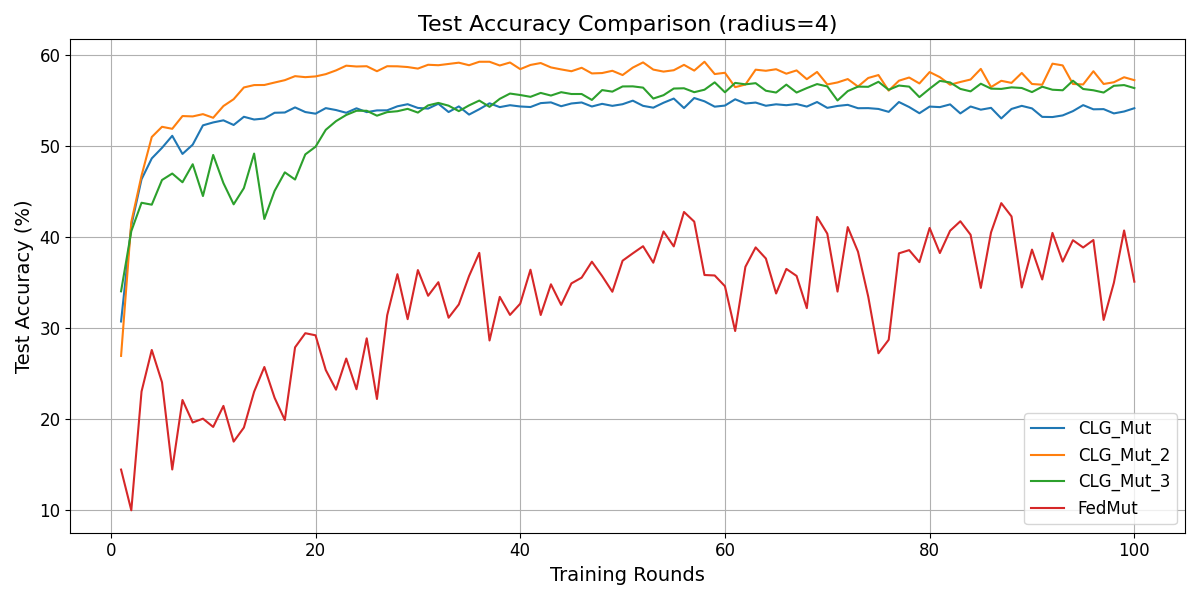 Test Accuracy Comparison (radius=4)
Test Accuracy (%)
60
50
40
30
20
10
0 20 40 60 80 100
Training Rounds
CLG_Mut
CLG_Mut_2
CLG_Mut_3
FedMut